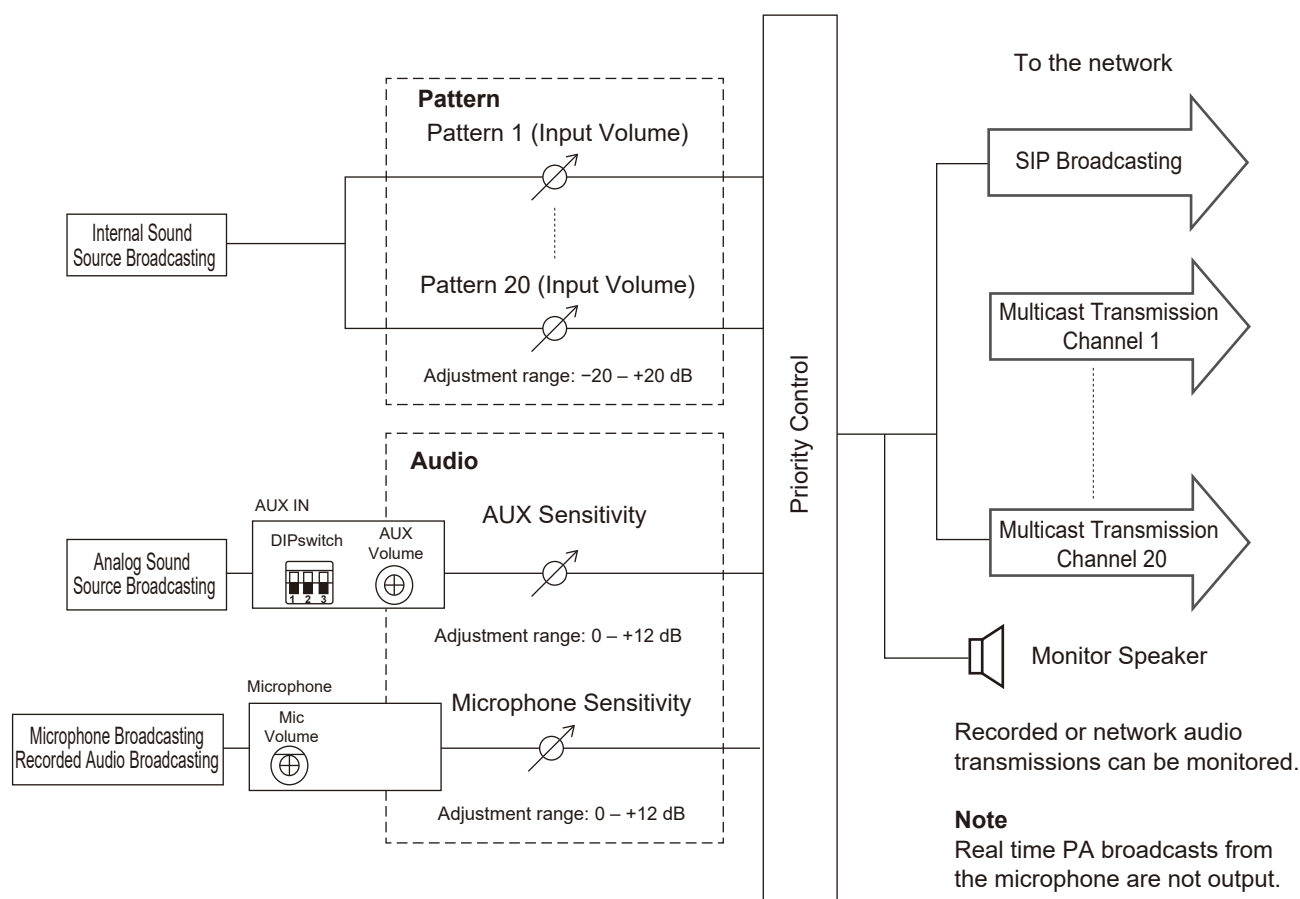 To the network
Pattern
Pattern 1 (Input Volume)
Pattern 20 (Input Volume)
Adjustment range: −20 – +20 dB
Internal Sound
Source Broadcasting
Audio
AUX IN
DIPswitch
1 2 3
AUX
Volume
AUX Sensitivity
Adjustment range: 0 – +12 dB
Analog Sound
Source Broadcasting
Microphone
Mic
Volume
Microphone Sensitivity
Adjustment range: 0 – +12 dB
Microphone Broadcasting
Recorded Audio Broadcasting
Priority Control
SIP Broadcasting
Multicast Transmission
Channel 1
Multicast Transmission
Channel 20
Monitor Speaker
Recorded or network audio
transmissions can be monitored.
Note
Real time PA broadcasts from
the microphone are not output.